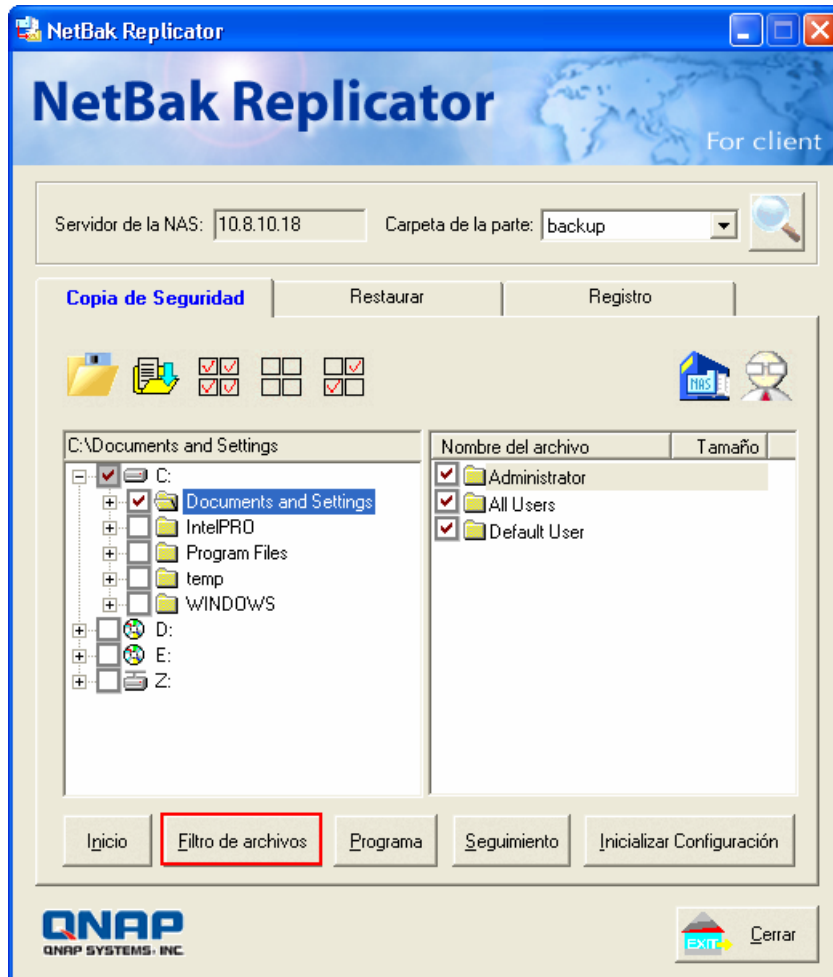 NetBak Replicator
NetBak Replicator
For client
Servidor de la NAS: 10.8.10.18 Carpeta de la parte: backup
Copia de Seguridad Restaurar Registro
NAS
C:\Documents and Settings
Nombre del archivo Tamaño
C:
Documents and Settings
IntelPRO
Program Files
temp
WINDOWS
D:
E:
Z:
Administrator
All Users
Default User
Inicio Filtro de archivos Programa Seguimiento Inicializar Configuración
QNAP
QNAP SYSTEMS, INC.
EXIT Cerrar